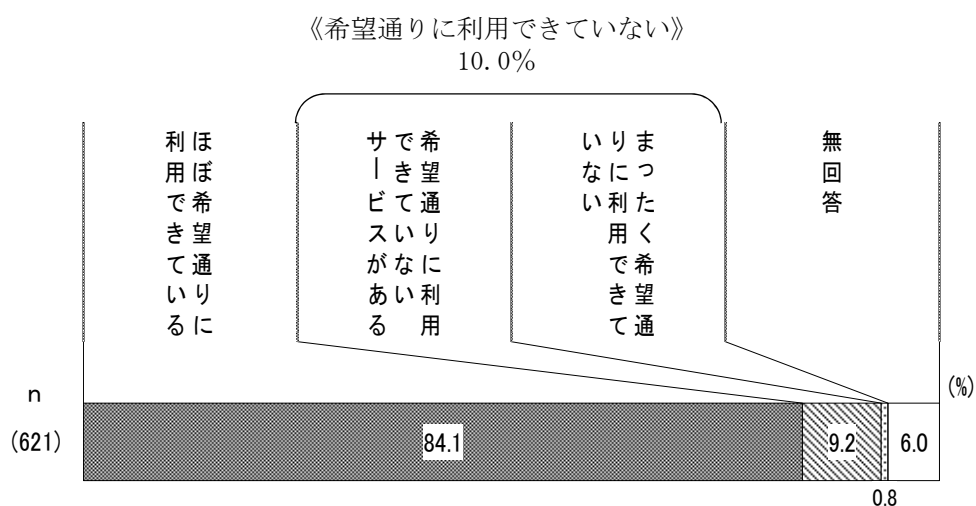 《希望通りに利用できていない》
10.0％
ほぼ希望通りに
利用できている
希望通りに利用
できていない
サービスがある
まったく希望通
りに利用できて
いない
無回答
(%)
n
(621)
84.1
9.2
6.0
0.8